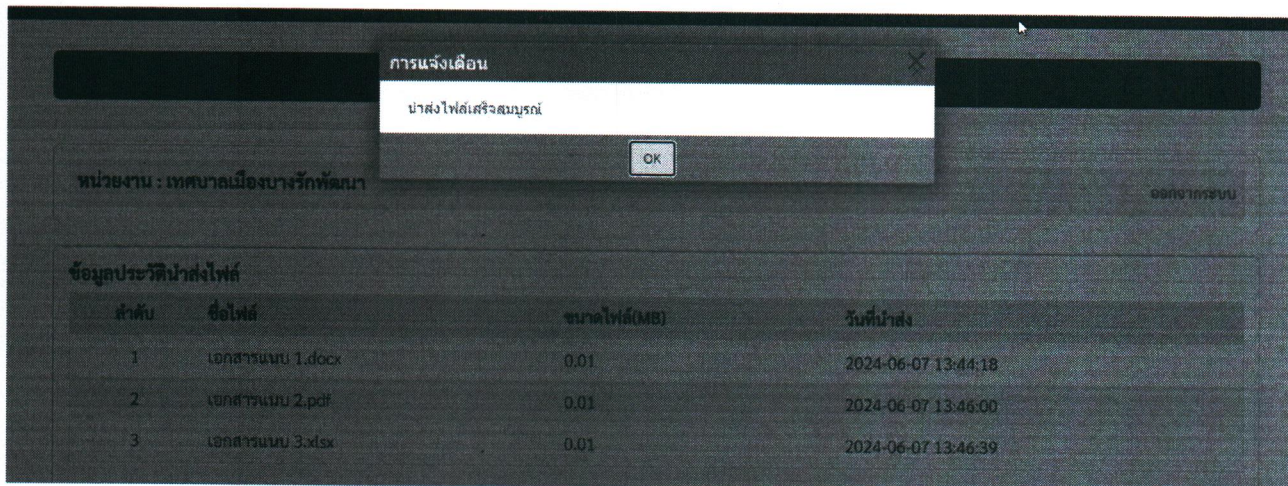 การแจ้งเตือน
นำส่งไฟล์เสร็จสมบูรณ์
OK
หน่วยงาน : เทศบาลเมืองบางรักพัฒนา
ออกจากระบบ
ข้อมูลประวัตินำส่งไฟล์
ลำดับ ชื่อไฟล์ ขนาดไฟล์(MB) วันที่นำส่ง
1 เอกสารแนบ 1.docx 0.01 2024-06-07 13:44:18
2 เอกสารแนบ 2.pdf 0.01 2024-06-07 13:46:00
3 เอกสารแนบ 3.xlsx 0.01 2024-06-07 13:46:39